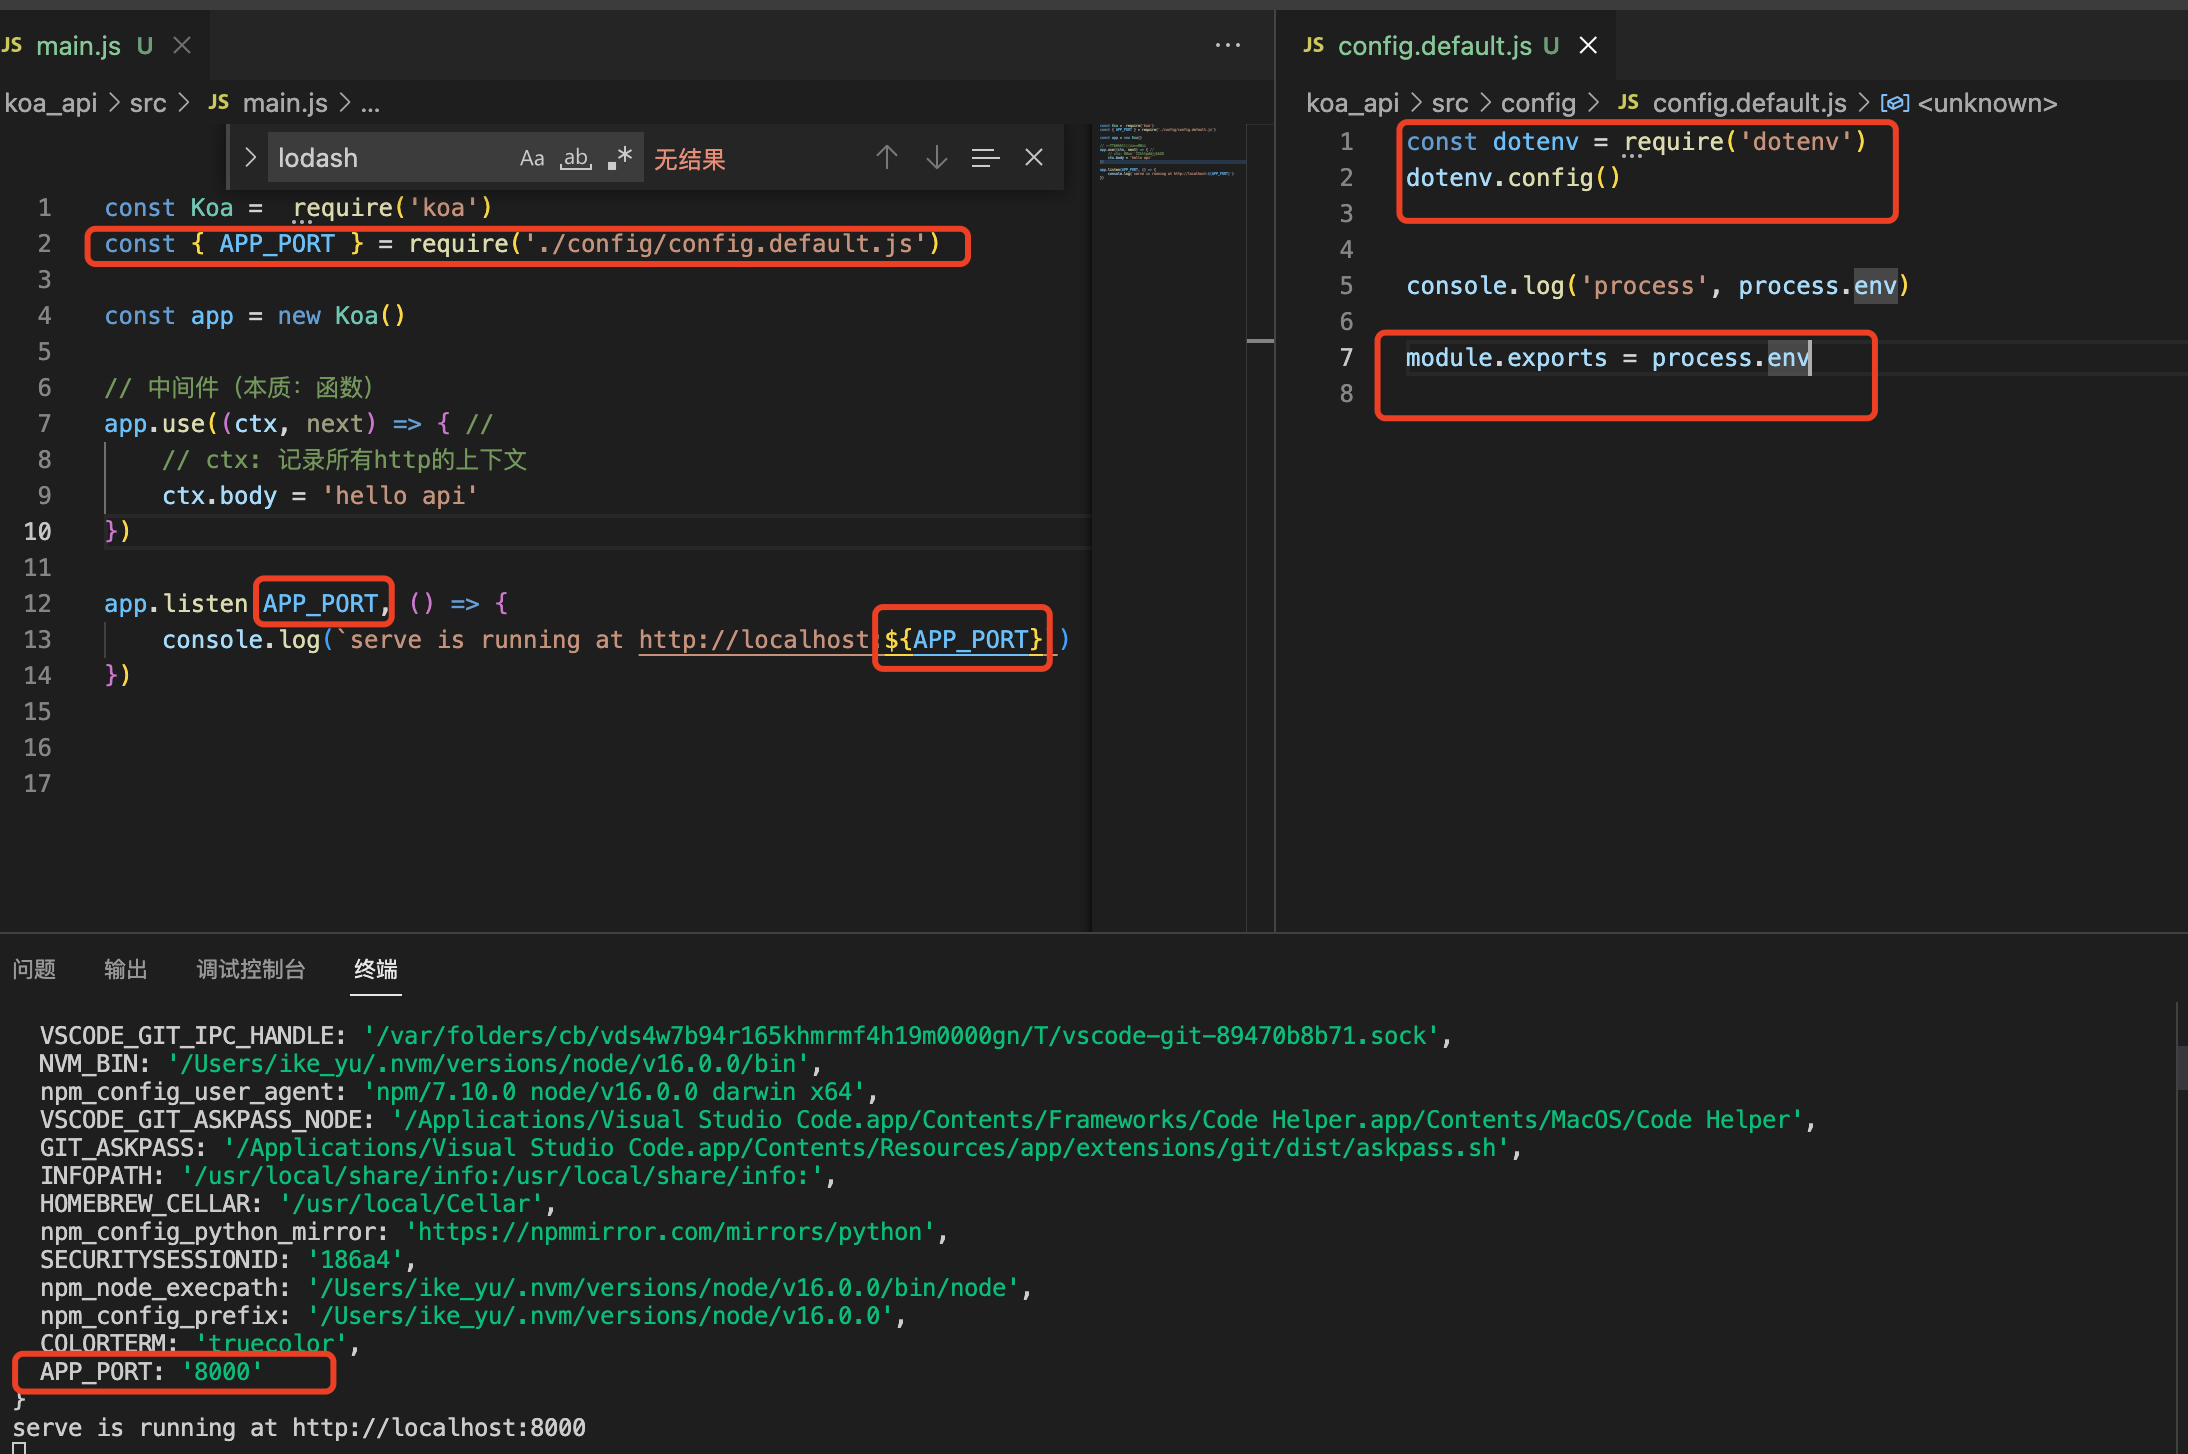 JS main.js U
koa_api > src > JS main.js > ...
lodash Aa ab .* 无结果
1 const Koa =  require('koa')
2 const { APP_PORT } = require('./config/config.default.js')
3
4 const app = new Koa()
5
6 // 中间件（本质：函数）
7 app.use((ctx, next) => { //
8     // ctx: 记录所有http的上下文
9     ctx.body = 'hello api'
10 })
11
12 app.listen APP_PORT, () => {
13     console.log(`serve is running at http://localhost:${APP_PORT} )
14 })
15
16
17
JS config.default.js U
koa_api > src > config > JS config.default.js > <unknown>
1 const dotenv = require('dotenv')
2 dotenv.config()
3
4
5 console.log('process', process.env)
6
7 module.exports = process.env
8
问题 输出 调试控制台 终端
VSCODE_GIT_IPC_HANDLE: '/var/folders/cb/vds4w7b94r165khmrmf4h19m0000gn/T/vscode-git-89470b8b71.sock',
NVM_BIN: '/Users/ike_yu/.nvm/versions/node/v16.0.0/bin',
npm_config_user_agent: 'npm/7.10.0 node/v16.0.0 darwin x64',
VSCODE_GIT_ASKPASS_NODE: '/Applications/Visual Studio Code.app/Contents/Frameworks/Code Helper.app/Contents/MacOS/Code Helper',
GIT_ASKPASS: '/Applications/Visual Studio Code.app/Contents/Resources/app/extensions/git/dist/askpass.sh',
INFOPATH: '/usr/local/share/info:/usr/local/share/info:',
HOMEBREW_CELLAR: '/usr/local/Cellar',
npm_config_python_mirror: 'https://npmmirror.com/mirrors/python',
SECURITYSESSIONID: '186a4',
npm_node_execpath: '/Users/ike_yu/.nvm/versions/node/v16.0.0/bin/node',
npm_config_prefix: '/Users/ike_yu/.nvm/versions/node/v16.0.0',
COLORTERM: 'truecolor',
APP_PORT: '8000'
}
serve is running at http://localhost:8000